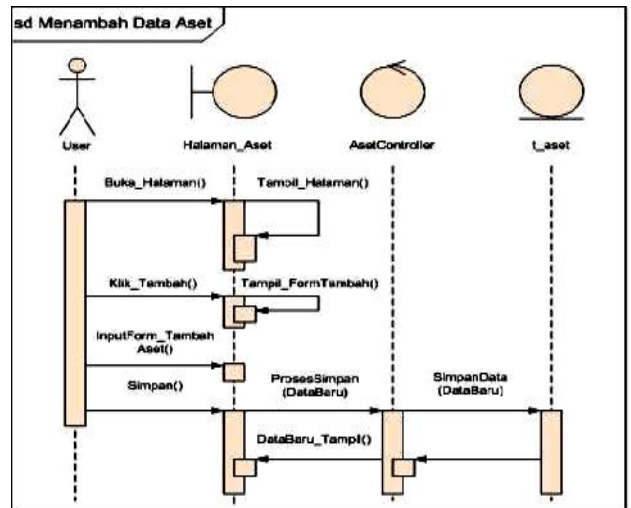 sd Menambah Data Aset
User
Halaman_Aset
AsetController
t_aset
Buka_Halaman()
Tampil_Halaman()
Klik_Tambah()
Tampil_FormTambah()
InputForm_Tambah
Aset()
Simpan()
ProsesSimpan
(DataBaru)
SimpanData
(DataBaru)
DataBaru_Tampil()